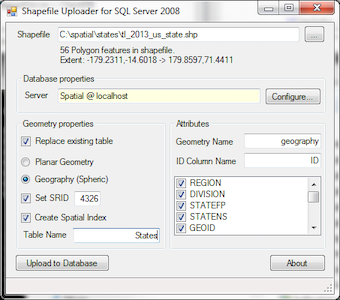 Shapefile Uploader for SQL Server 2008
Shapefile C:\spatial\states\tl_2013_us_state.shp ...
56 Polygon features in shapefile.
Extent: -179.2311,-14.6018 -> 179.8597,71.4411
Database properties
Server Spatial @ localhost Configure...
Geometry properties
Replace existing table
Planar Geometry
Geography (Spheric)
Set SRID 4326
Create Spatial Index
Table Name States
Attributes
Geometry Name geography
ID Column Name ID
REGION
DIVISION
STATEFP
STATENS
GEOID
Upload to Database
About